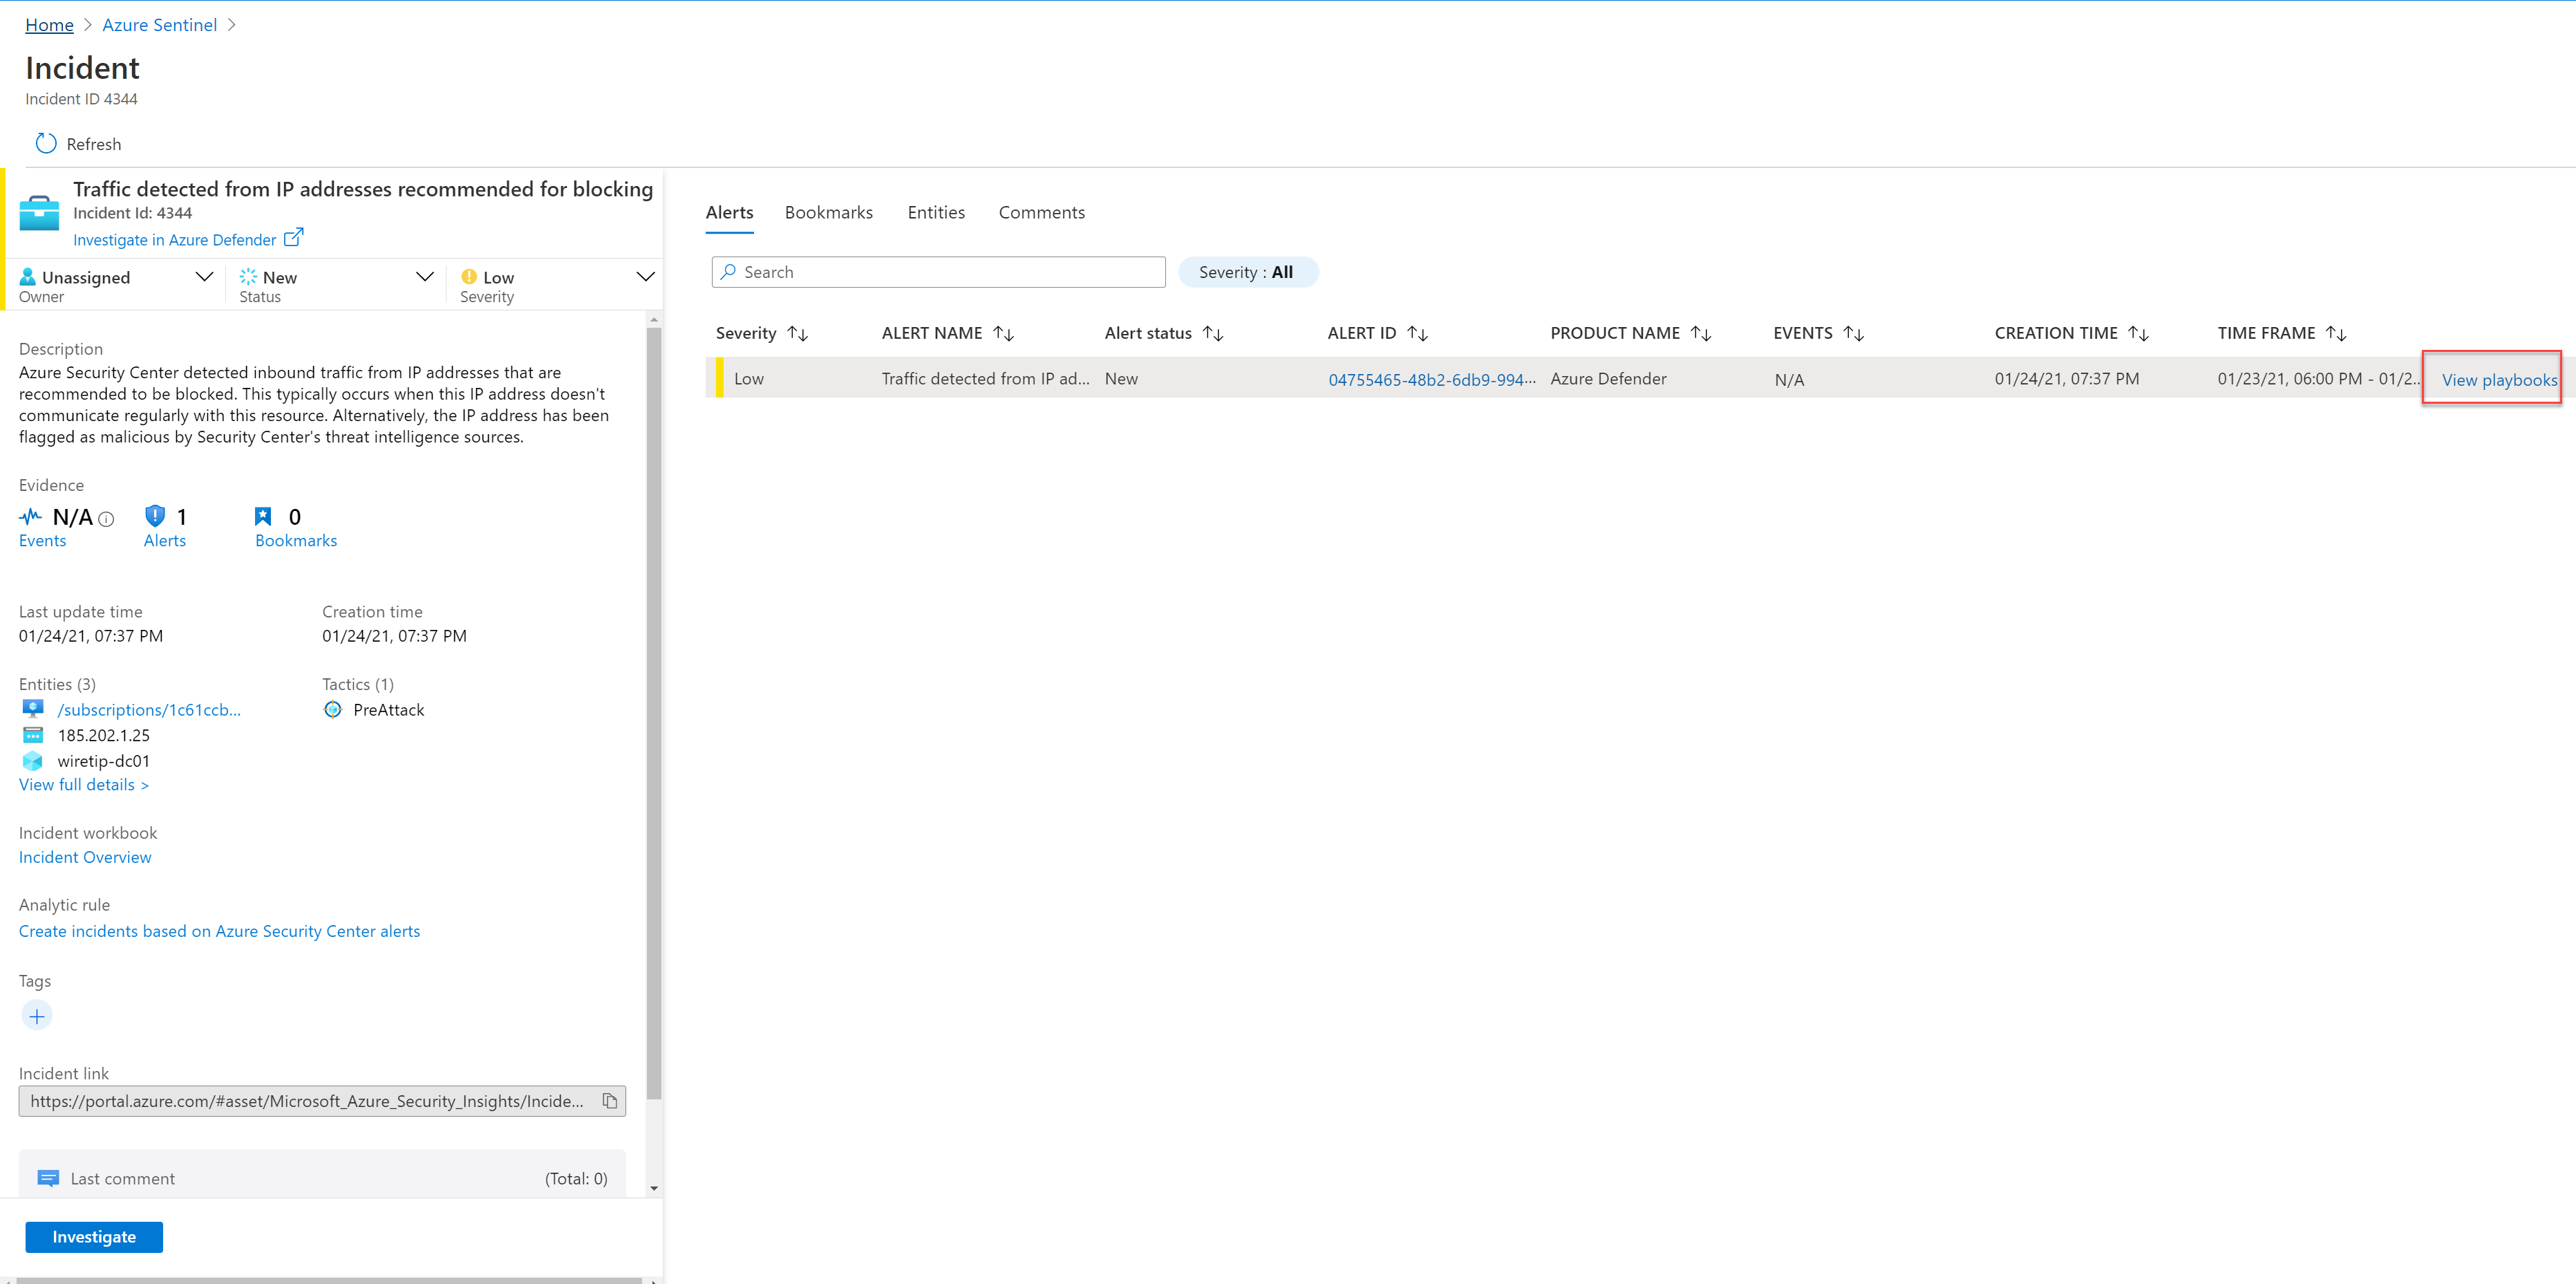 Home > Azure Sentinel >
Incident
Incident ID 4344
Refresh
Traffic detected from IP addresses recommended for blocking
Incident Id: 4344
Investigate in Azure Defender
Unassigned New Low
Owner Status Severity
Description
Azure Security Center detected inbound traffic from IP addresses that are
recommended to be blocked. This typically occurs when this IP address doesn't
communicate regularly with this resource. Alternatively, the IP address has been
flagged as malicious by Security Center's threat intelligence sources.
Evidence
N/A 1 0
Events Alerts Bookmarks
Last update time Creation time
01/24/21, 07:37 PM 01/24/21, 07:37 PM
Entities (3) Tactics (1)
/subscriptions/1c61ccb... PreAttack
185.202.1.25
wiretip-dc01
View full details >
Incident workbook
Incident Overview
Analytic rule
Create incidents based on Azure Security Center alerts
Tags
+
Incident link
https://portal.azure.com/#asset/Microsoft_Azure_Security_Insights/Incide...
Last comment (Total: 0)
Investigate
Alerts Bookmarks Entities Comments
Search Severity : All
Severity ALERT NAME Alert status ALERT ID PRODUCT NAME EVENTS CREATION TIME TIME FRAME
Low Traffic detected from IP ad... New 04755465-48b2-6db9-994... Azure Defender N/A 01/24/21, 07:37 PM 01/23/21, 06:00 PM - 01/2... View playbooks